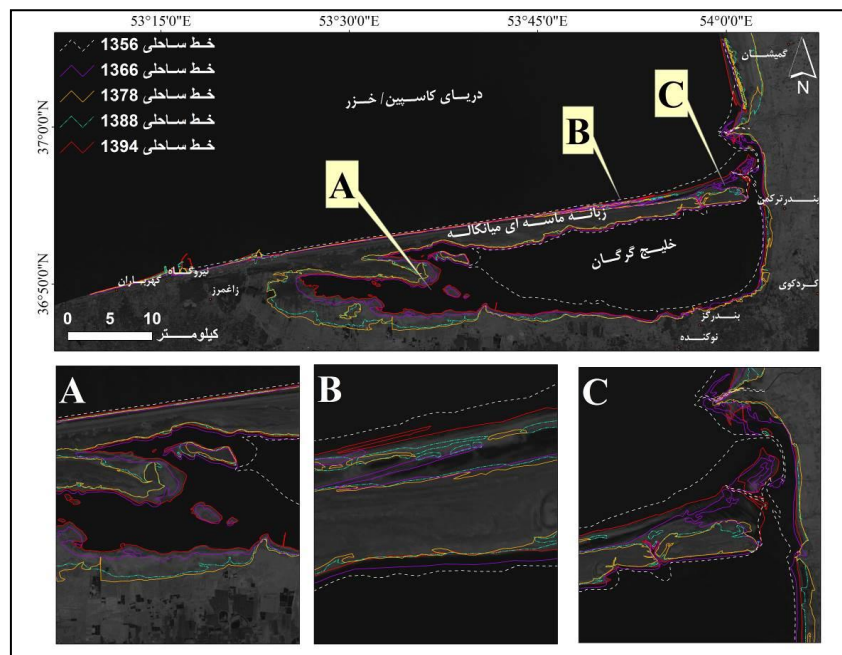 53°15'0"E
53°30'0"E
53°45'0"E
54°0'0"E
خط ساحلی 1356
خط ساحلی 1366
خط ساحلی 1378
خط ساحلی 1388
خط ساحلی 1394
دریای کاسپین/ خزر
گمیشان
N
37°0'0"N
36°50'0"N
A
B
C
زبانه ماسه ای میانکاله
بندرترکمن
خلیج گرگان
نیروگاه
گهرباران
زاغمرز
کردکوی
بندرگز
نوکنده
0 5 10
کیلومتر
A
B
C